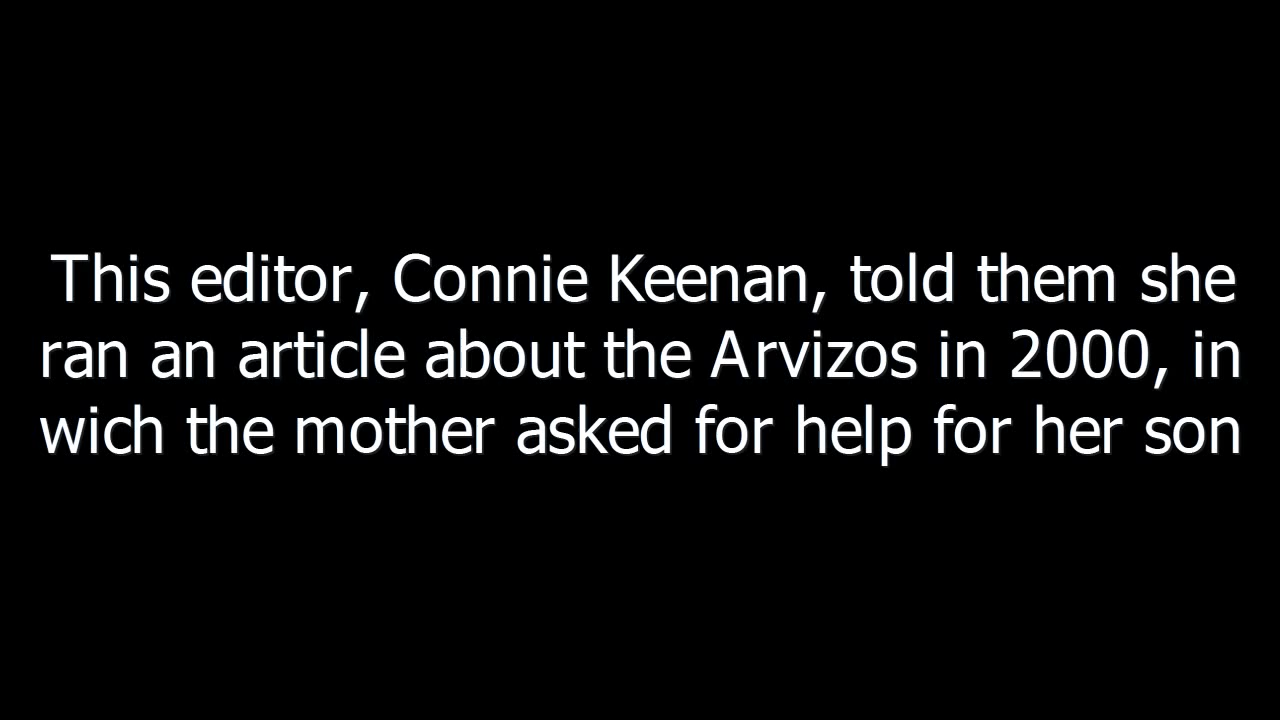 This editor, Connie Keenan, told them she
ran an article about the Arvizos in 2000, in
wich the mother asked for help for her son